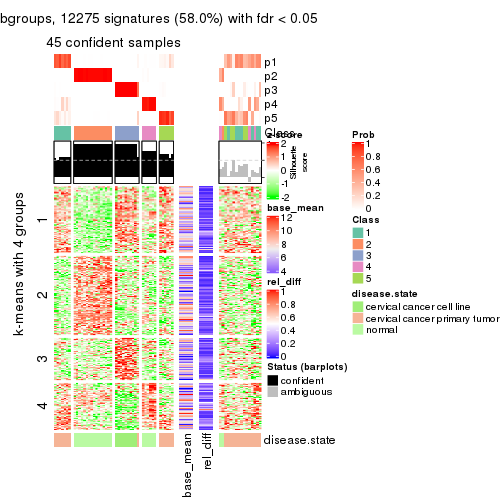 bgroups, 12275 signatures (58.0%) with fdr < 0.05
45 confident samples
p1
p2
p3
p4
p5
Class
1
2
3
4
k-means with 4 groups
Silhouette
score
base_mean
rel_diff
disease.state
z-score
2
1
0
-1
-2
base_mean
12
10
8
6
4
rel_diff
1
0.8
0.6
0.4
0.2
0
Status (barplots)
confident
ambiguous
Prob
1
0.8
0.6
0.4
0.2
0
Class
1
2
3
4
5
disease.state
cervical cancer cell line
cervical cancer primary tumor
normal